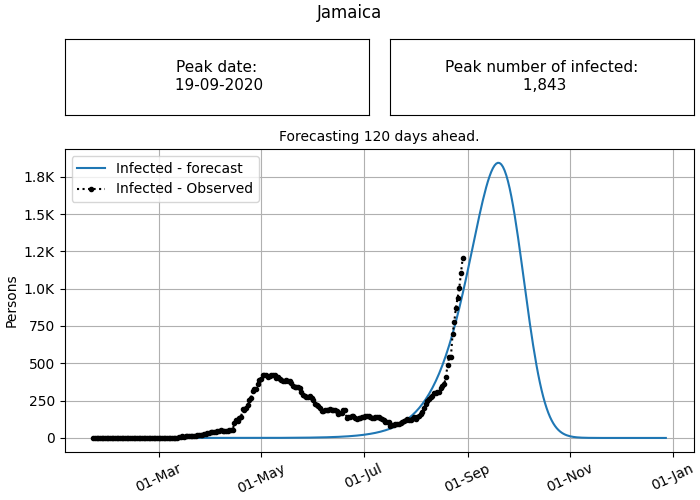 Jamaica
Peak date:
19-09-2020
Peak number of infected:
1,843
Forecasting 120 days ahead.
Infected - forecast
Infected - Observed
1.8K
1.5K
1.2K
1.0K
750
500
250
0
Persons
01-Mar
01-May
01-Jul
01-Sep
01-Nov
01-Jan